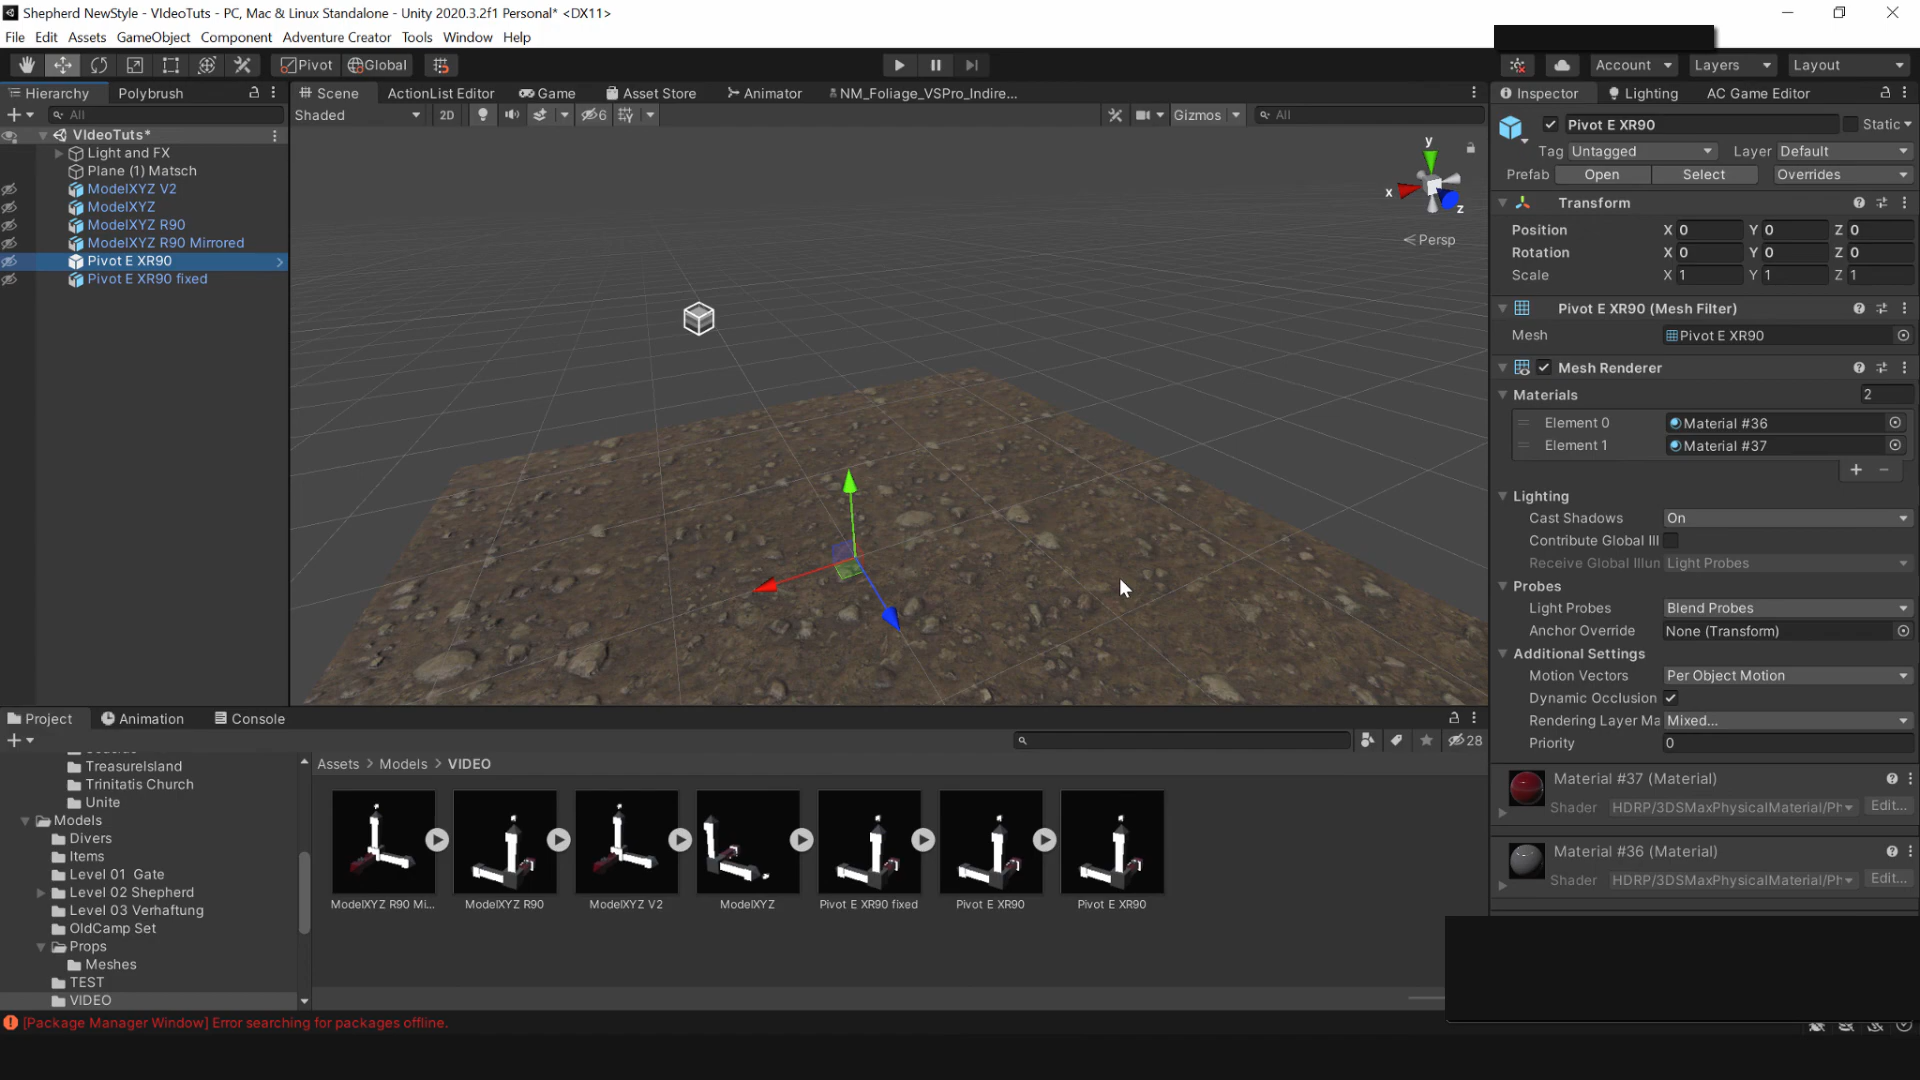 Shepherd NewStyle - VIdeoTuts - PC, Mac & Linux Standalone - Unity 2020.3.2f1 Personal* <DX11>
File Edit Assets GameObject Component Adventure Creator Tools Window Help
Pivot Global Account Layers Layout
Hierarchy Polybrush
All
VIdeoTuts*
Light and FX
Plane (1) Matsch
ModelXYZ V2
ModelXYZ
ModelXYZ R90
ModelXYZ R90 Mirrored
Pivot E XR90
Pivot E XR90 fixed
Scene ActionList Editor Game Asset Store Animator NM_Foliage_VSPro_Indire...
Shaded 2D 6 Gizmos All
y
x
z
Persp
Inspector Lighting AC Game Editor
Pivot E XR90 Static
Tag Untagged Layer Default
Prefab Open Select Overrides
Transform
Position X 0 Y 0 Z 0
Rotation X 0 Y 0 Z 0
Scale X 1 Y 1 Z 1
Pivot E XR90 (Mesh Filter)
Mesh Pivot E XR90
Mesh Renderer
Materials 2
Element 0 Material #36
Element 1 Material #37
Lighting
Cast Shadows On
Contribute Global Ill
Receive Global Illun Light Probes
Probes
Light Probes Blend Probes
Anchor Override None (Transform)
Additional Settings
Motion Vectors Per Object Motion
Dynamic Occlusion
Rendering Layer Ma Mixed...
Priority 0
Material #37 (Material)
Shader HDRP/3DSMaxPhysicalMaterial/Ph Edit...
Material #36 (Material)
Shader HDRP/3DSMaxPhysicalMaterial/Ph Edit...
Project Animation Console
28
TreasureIsland
Trinitatis Church
Unite
Models
Divers
Items
Level 01 Gate
Level 02 Shepherd
Level 03 Verhaftung
OldCamp Set
Props
Meshes
TEST
VIDEO
Assets > Models > VIDEO
ModelXYZ R90 Mi... ModelXYZ R90 ModelXYZ V2 ModelXYZ Pivot E XR90 fixed Pivot E XR90 Pivot E XR90
[Package Manager Window] Error searching for packages offline.